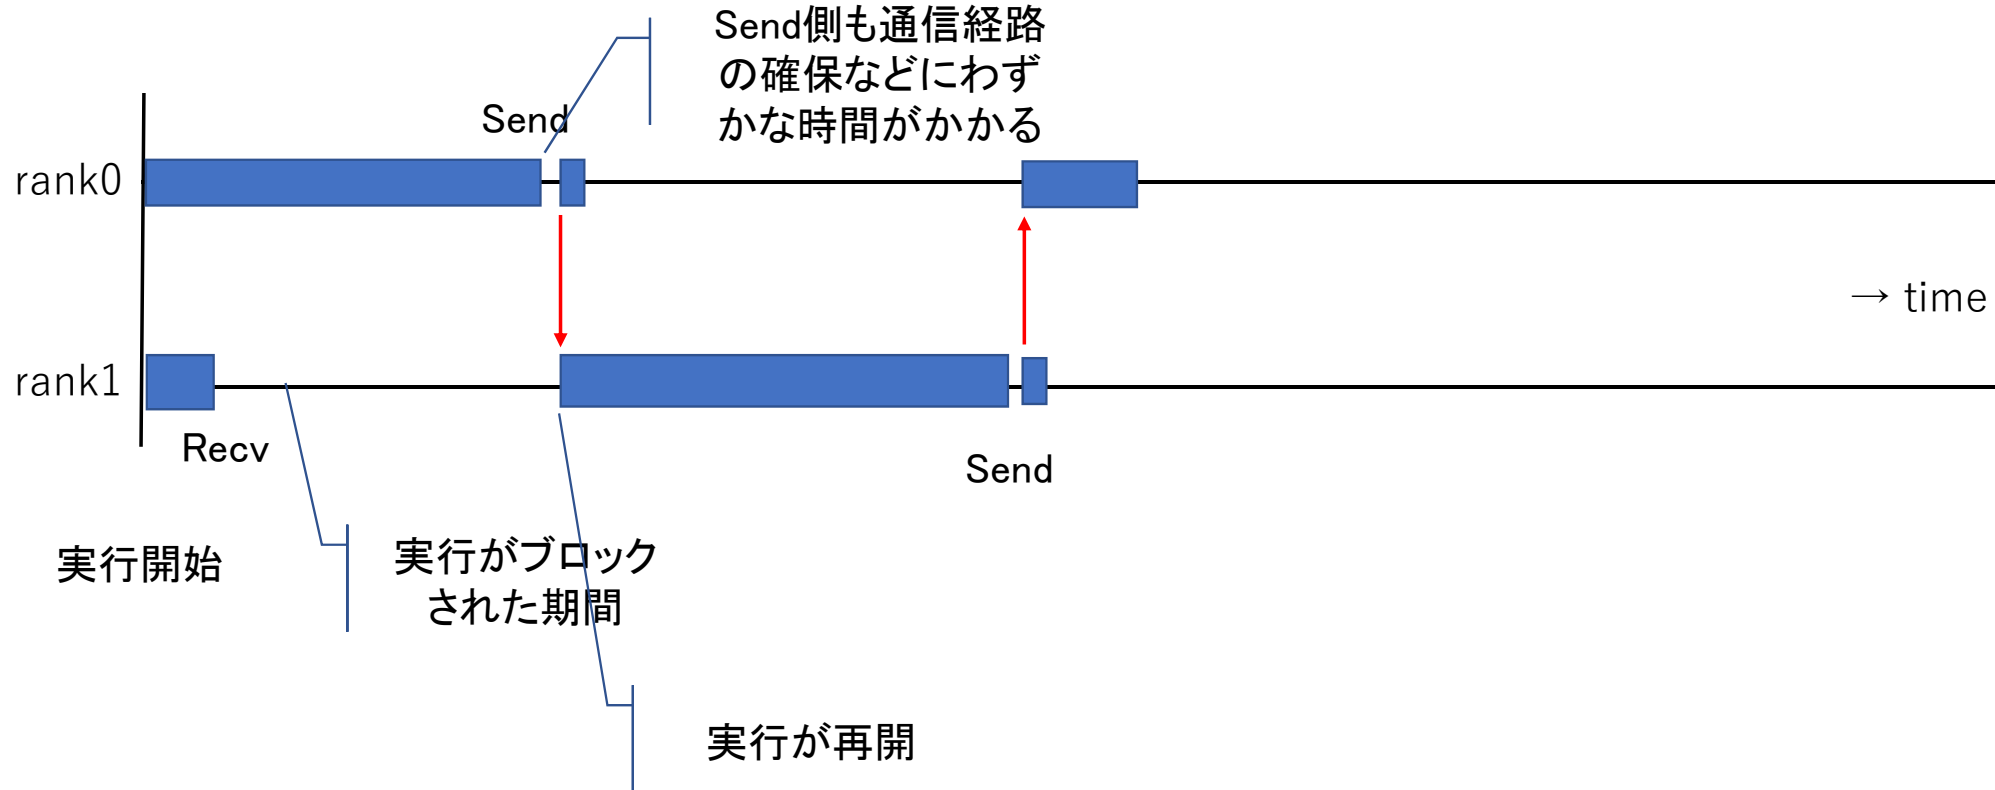 Send側も通信経路
の確保などにわず
かな時間がかかる
Send
rank0
→ time
rank1
Recv
Send
実行開始
実行がブロック
された期間
実行が再開